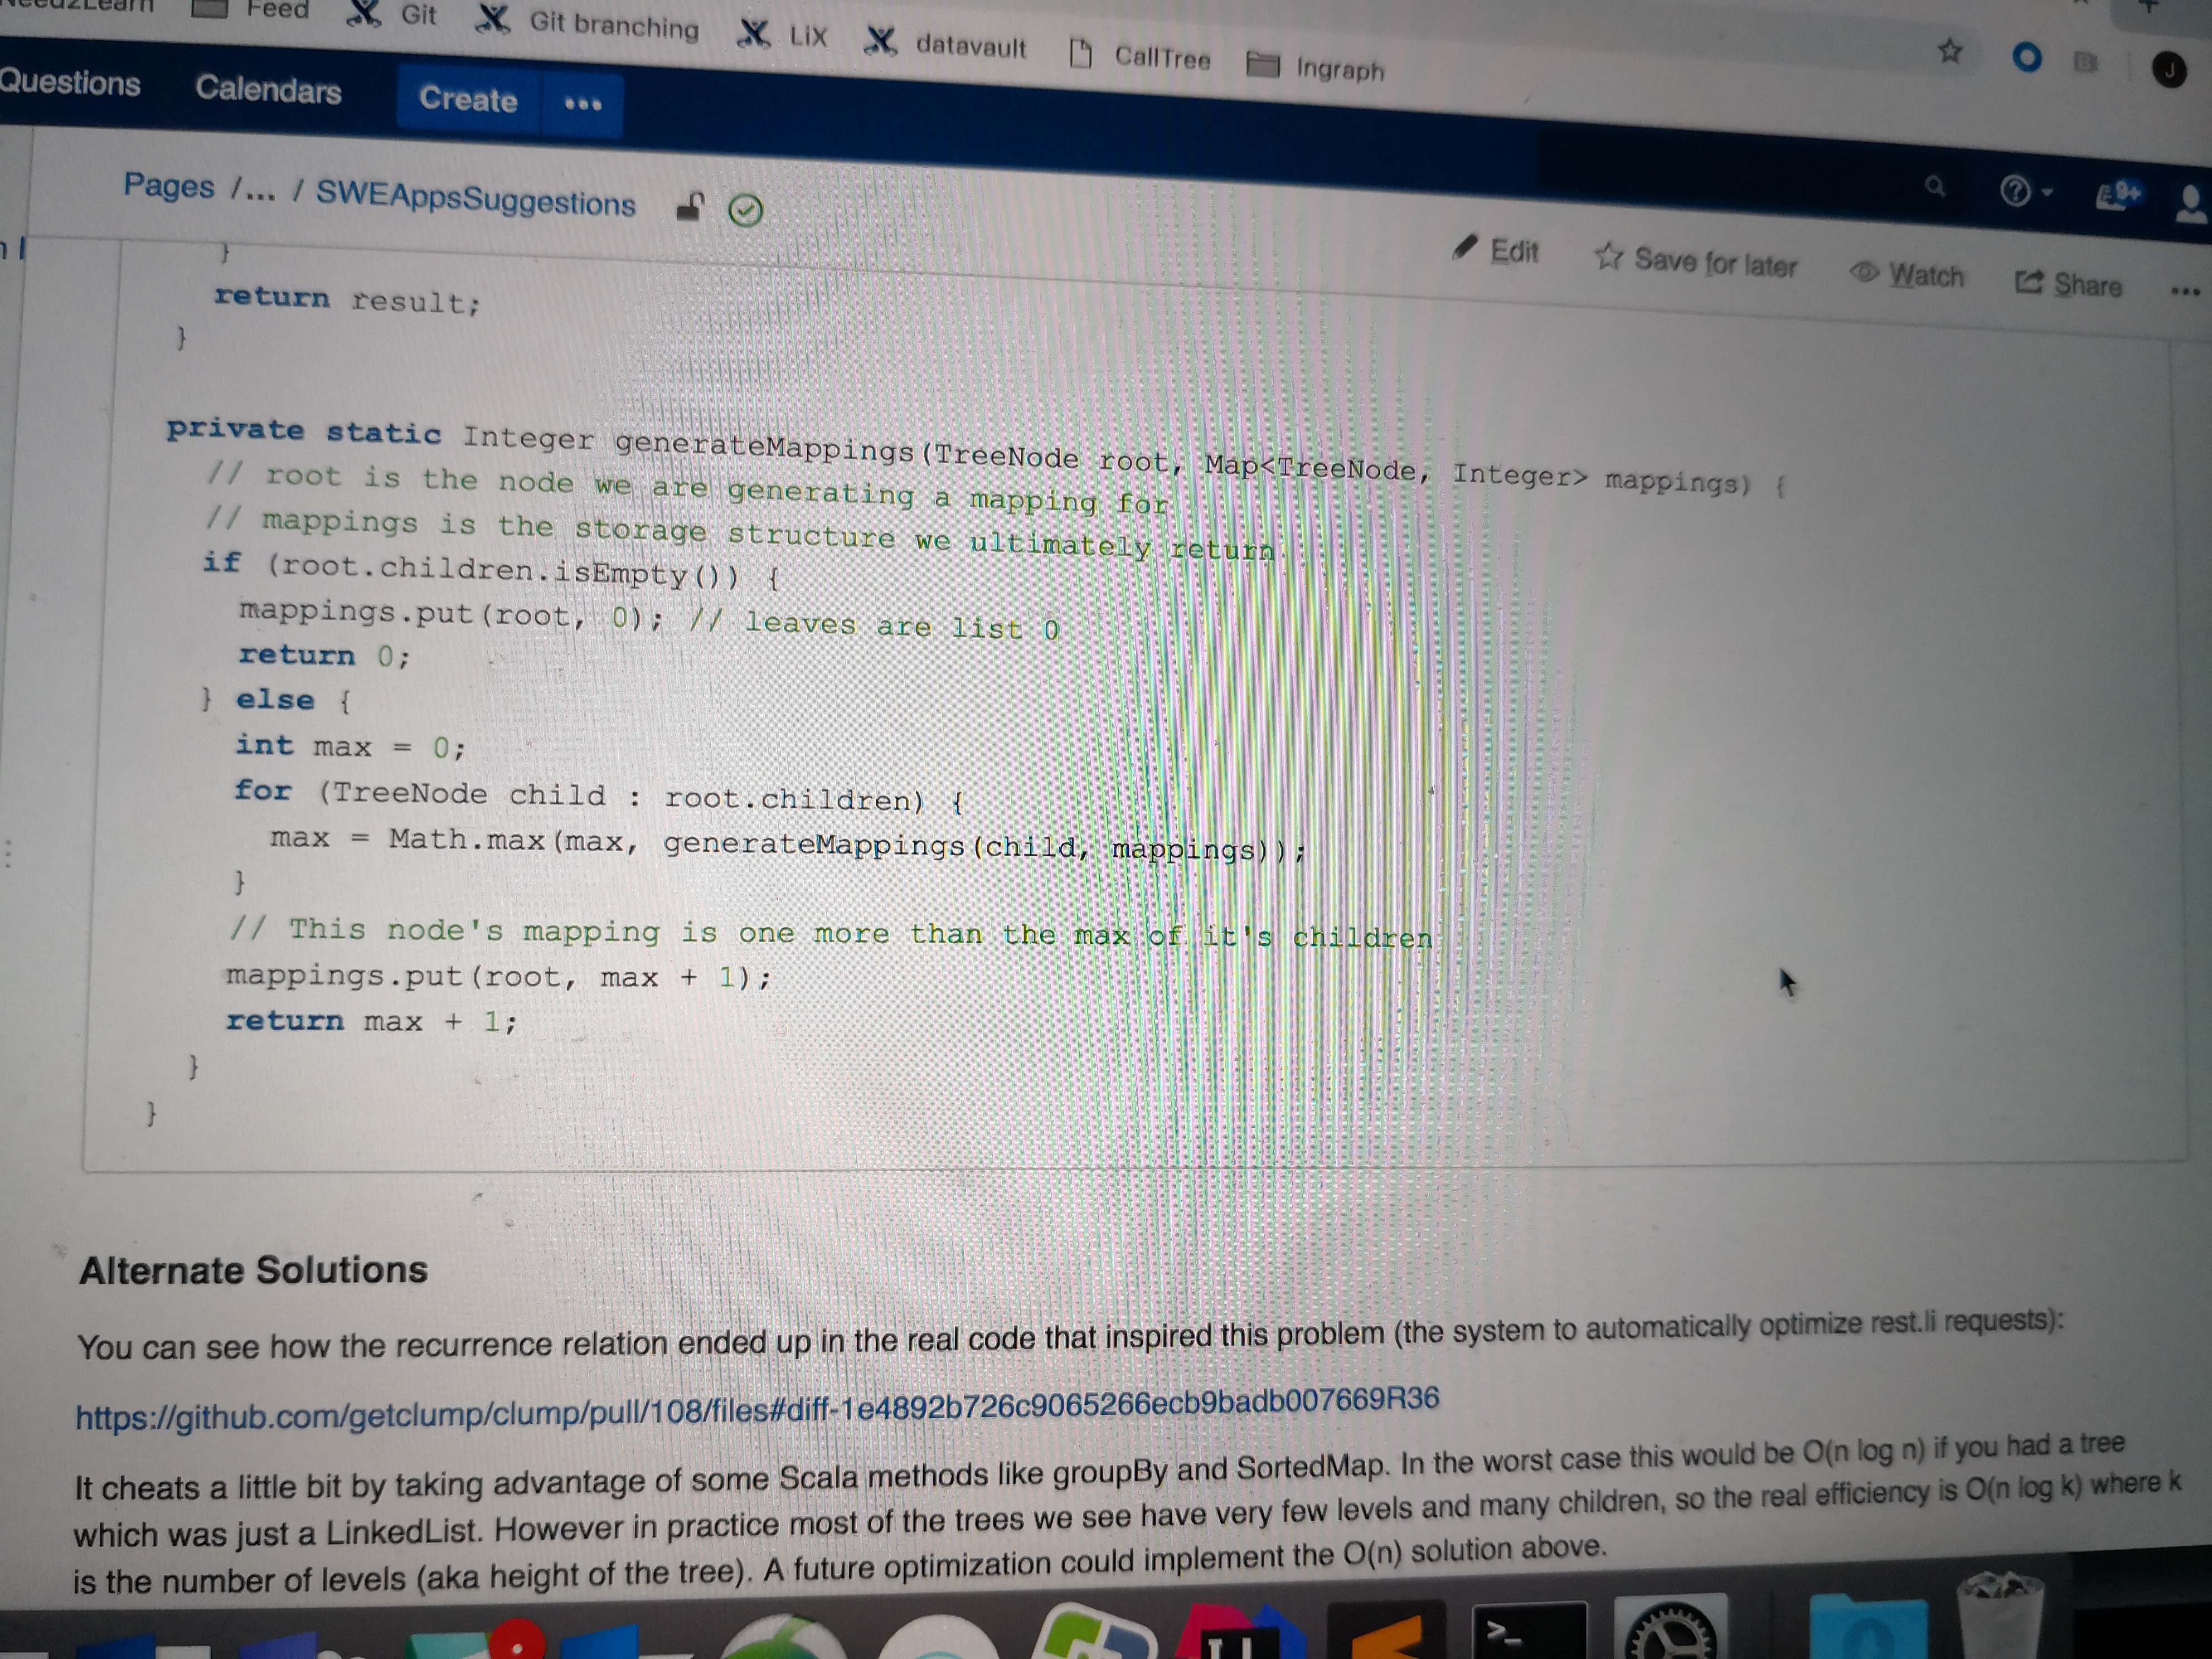 Feed Git Git branching LiX datavault CallTree Ingraph
Questions Calendars Create •••
9+
J
Pages /... / SWEAppsSuggestions
Edit Save for later Watch Share •••
}
return result;
}
private static Integer generateMappings(TreeNode root, Map<TreeNode, Integer> mappings) {
// root is the node we are generating a mapping for
// mappings is the storage structure we ultimately return
if (root.children.isEmpty()) {
mappings.put(root, 0); // leaves are list 0
return 0;
} else {
int max = 0;
for (TreeNode child : root.children) {
max = Math.max(max, generateMappings(child, mappings));
}
// This node's mapping is one more than the max of it's children
mappings.put(root, max + 1);
return max + 1;
}
}
Alternate Solutions
You can see how the recurrence relation ended up in the real code that inspired this problem (the system to automatically optimize rest.li requests):
https://github.com/getclump/clump/pull/108/files#diff-1e4892b726c9065266ecb9badb007669R36
It cheats a little bit by taking advantage of some Scala methods like groupBy and SortedMap. In the worst case this would be O(n log n) if you had a tree
which was just a LinkedList. However in practice most of the trees we see have very few levels and many children, so the real efficiency is O(n log k) where k
is the number of levels (aka height of the tree). A future optimization could implement the O(n) solution above.